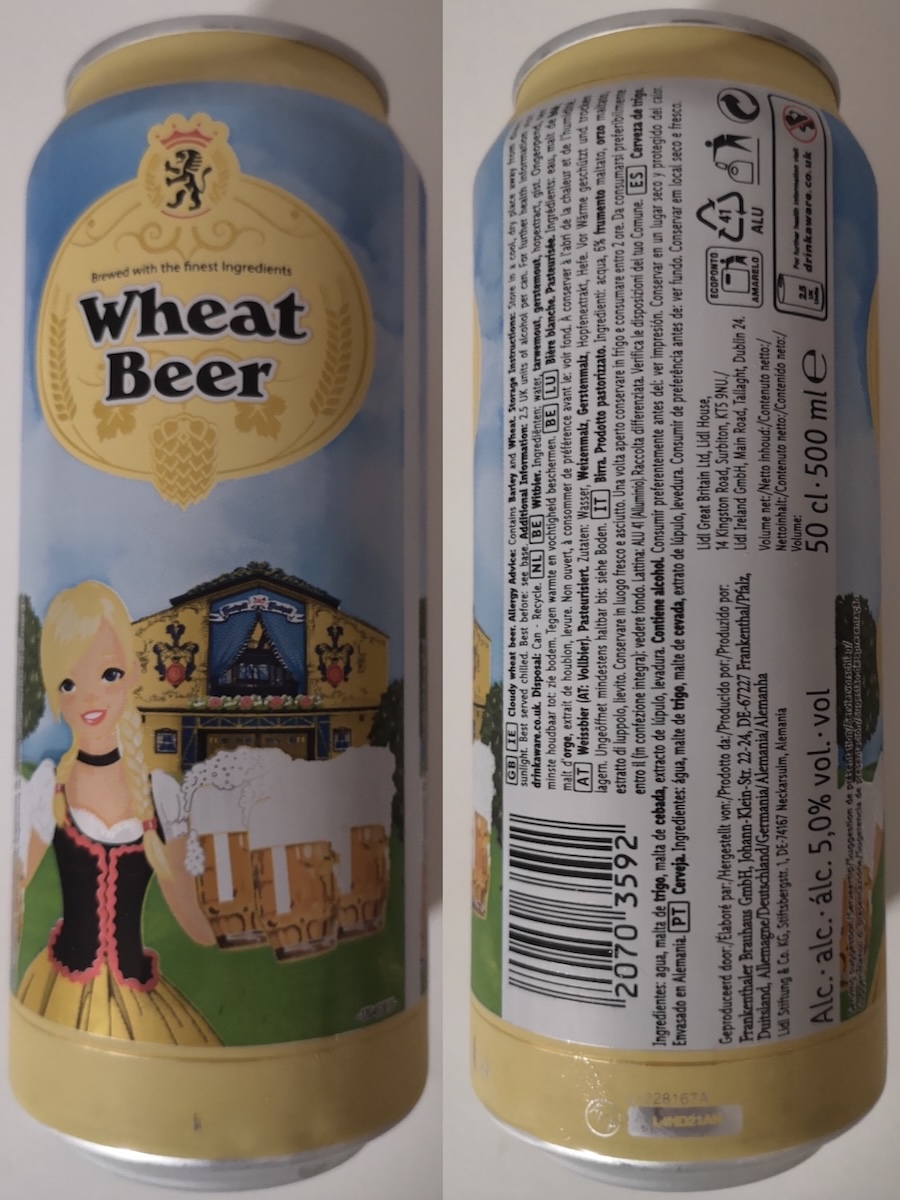 Brewed with the finest Ingredients
Wheat
Beer
GB IE Cloudy wheat beer. Allergy Advice: Contains Barley and Wheat. Storage Instructions: Store in a cool, dry place away from
sunlight. Best served chilled. Best before: see base. Additional Information: 2.5 UK units of alcohol per can. For further health information
drinkaware.co.uk. Disposal: Can - Recycle. NL BE Witbier. Ingrediënten: water, tarwemout, gerstemout, hopextract, gist. Ongeopend,
minste houdbaar tot: zie bodem. Tegen warmte en vochtigheid beschermen. BE LU Bière blanche. Pasteurisée. Ingrédients: eau, malt de
malt d'orge, extrait de houblon, levure. Non ouvert, à consommer de préférence avant le: voir fond. À conserver à l'abri de la chaleur et de l'humidité.
AT Weissbier (AT: Vollbier). Pasteurisiert. Zutaten: Wasser, Weizenmalz, Gerstenmalz, Hopfenextrakt, Hefe. Vor Wärme geschützt und trocken
lagern. Ungeöffnet mindestens haltbar bis: siehe Boden. IT Birra. Prodotto pastorizzato. Ingredienti: acqua, 6% frumento maltato, orzo maltato,
estratto di luppolo, lievito. Conservare in luogo fresco e asciutto. Una volta aperto conservare in frigo e consumare entro 2 ore. Da consumarsi preferibilmente
entro il (in confezione integra): vedere fondo. Lattina: ALU 41 (Alluminio). Raccolta differenziata. Verifica le disposizioni del tuo Comune. ES Cerveza de trigo.
Ingredientes: agua, malta de trigo, malta de cebada, extracto de lúpulo, levadura. Contiene alcohol. Consumir preferentemente antes del: ver impresión. Conservar en un lugar seco y protegido del calor.
Envasado en Alemania. PT Cerveja. Ingredientes: água, malte de trigo, malte de cevada, extrato de lúpulo, levedura. Consumir de preferência antes de: ver fundo. Conservar em local seco e fresco.
20703592
Geproduceerd door:/Élaboré par:/Hergestellt von:/Prodotto da:/Producido por:/Produzido por:
Frankenthaler Brauhaus GmbH, Johann-Klein-Str. 22-24, DE-67227 Frankenthal/Pfalz,
Duitsland, Allemagne/Deutschland/Germania/Alemania/Alemanha
Lidl Stiftung & Co. KG, Stiftsbergstr. 1, DE-74167 Neckarsulm, Alemania
Lidl Great Britain Ltd, Lidl House,
14 Kingston Road, Surbiton, KT5 9NU./
Lidl Ireland GmbH, Main Road, Tallaght, Dublin 24.
Volume net:/Netto inhoud:/Contenuto netto:/
Nettoinhalt:/Contenuto netto:/Contenido neto:/
Volume:
Alc.· alc.· álc. 5,0% vol.· vol
50 cl · 500 ml e
ECOPONTO
AMARELO
41
ALU
2.5
UK
For further health information visit
drinkaware.co.uk
28167A